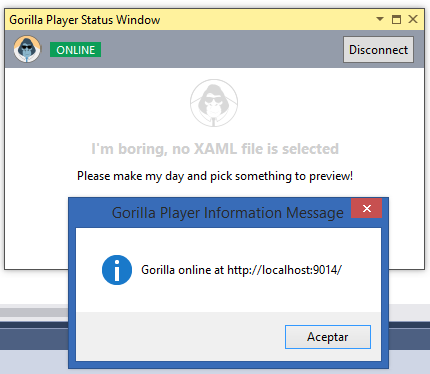 Gorilla Player Status Window
ONLINE
Disconnect
I'm boring, no XAML file is selected
Please make my day and pick something to preview!
Gorilla Player Information Message
Gorilla online at http://localhost:9014/
Aceptar